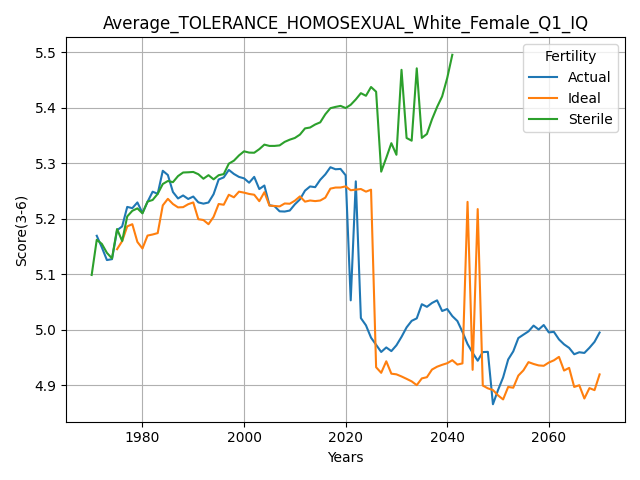 Average_TOLERANCE_HOMOSEXUAL_White_Female_Q1_IQ
Fertility
Actual
Ideal
Sterile
Score(3-6)
5.5
5.4
5.3
5.2
5.1
5.0
4.9
1980
2000
2020
2040
2060
Years